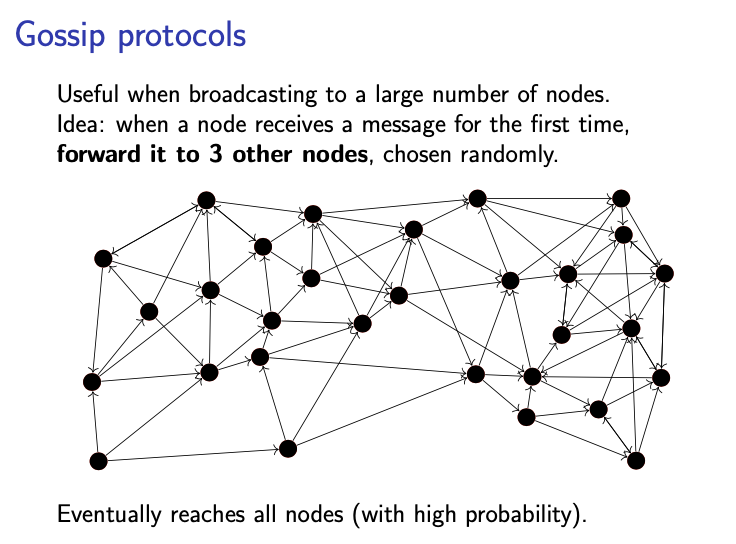 Gossip protocols
Useful when broadcasting to a large number of nodes.
Idea: when a node receives a message for the first time,
forward it to 3 other nodes, chosen randomly.
Eventually reaches all nodes (with high probability).